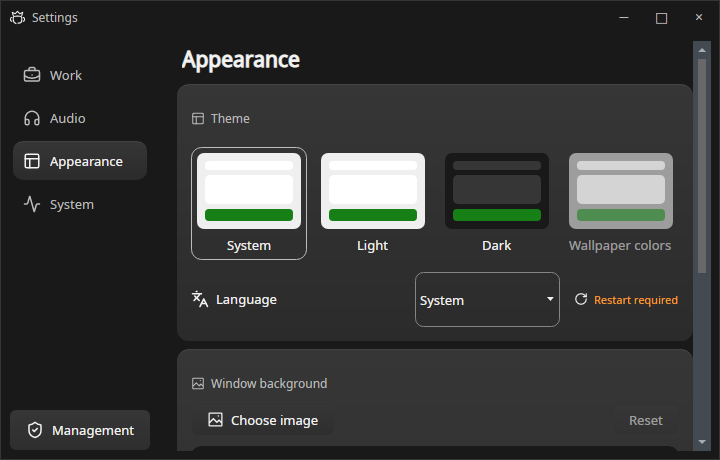 Settings
Work
Audio
Appearance
System
Management
Appearance
Theme
System
Light
Dark
Wallpaper colors
Language
System
Restart required
Window background
Choose image
Reset